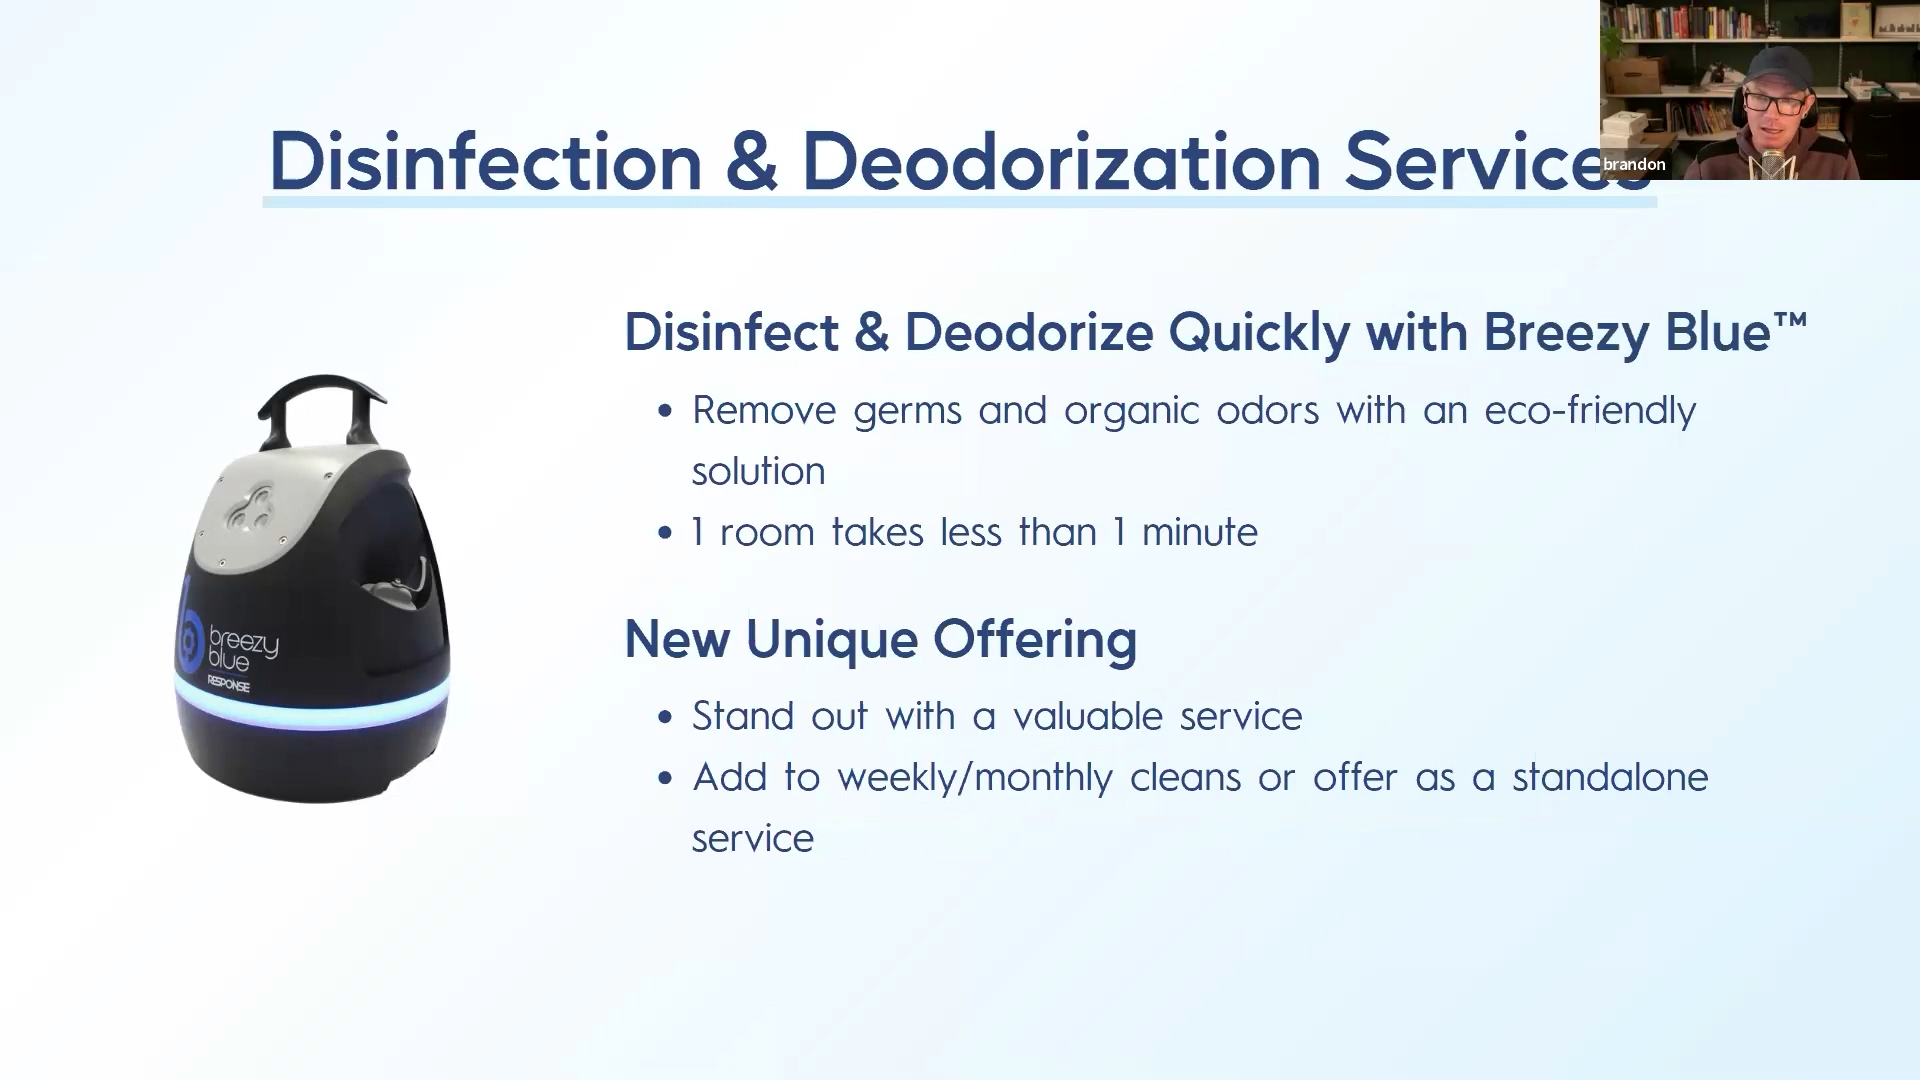 Disinfection & Deodorization Services
brandon
Disinfect & Deodorize Quickly with Breezy Blue™
• Remove germs and organic odors with an eco-friendly
solution
• 1 room takes less than 1 minute
New Unique Offering
• Stand out with a valuable service
• Add to weekly/monthly cleans or offer as a standalone
service
b
breezy
blue
RESPONSE